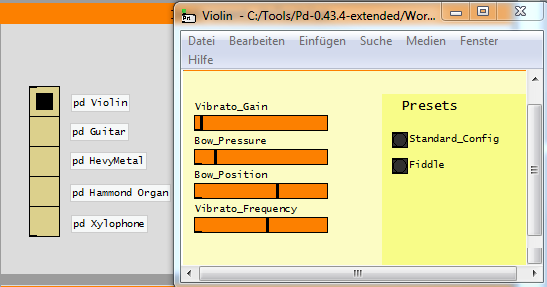 Violin - C:/Tools/Pd-0.43.4-extended/Wor...
Datei Bearbeiten Einfügen Suche Medien Fenster
Hilfe
pd Violin
pd Guitar
pd HevyMetal
pd Hammond Organ
pd Xylophone
Vibrato_Gain
Bow_Pressure
Bow_Position
Vibrato_Frequency
Presets
Standard_Config
Fiddle